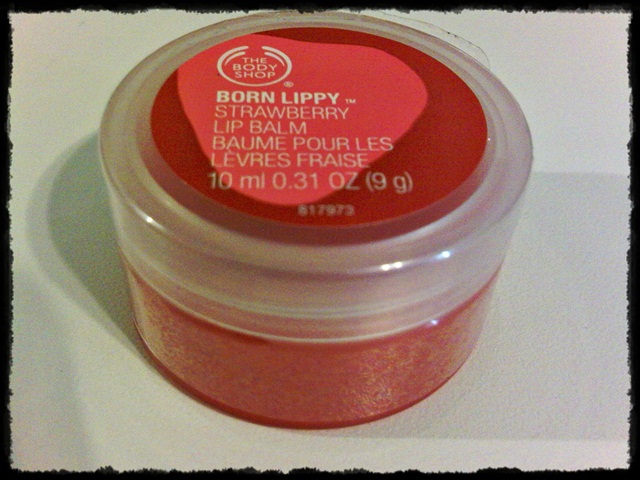 THE
BODY
SHOP
®
BORN LIPPY™
STRAWBERRY
LIP BALM
BAUME POUR LES
LÈVRES FRAISE
10 ml 0.31 OZ (9 g)
817973